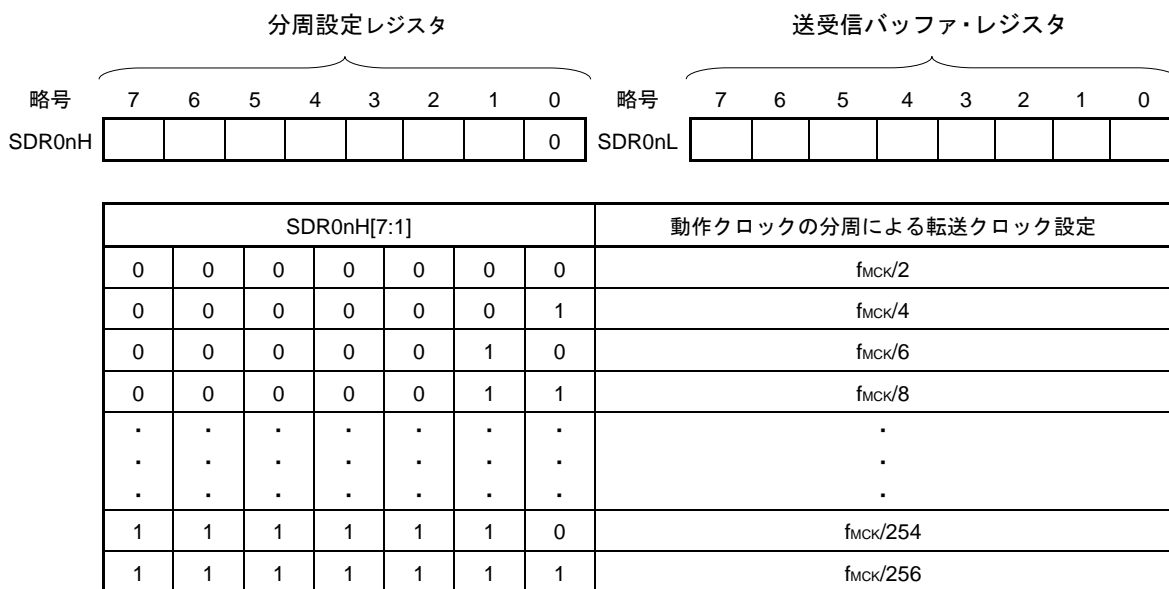 分周設定レジスタ 送受信バッファ・レジスタ
略号 7 6 5 4 3 2 1 0 略号 7 6 5 4 3 2 1 0
SDR0nH 0 SDR0nL
SDR0nH[7:1] 動作クロックの分周による転送クロック設定
0 0 0 0 0 0 0 fMCK/2
0 0 0 0 0 0 1 fMCK/4
0 0 0 0 0 1 0 fMCK/6
0 0 0 0 0 1 1 fMCK/8
・ ・ ・ ・ ・ ・ ・ ・
・ ・ ・ ・ ・ ・ ・ ・
・ ・ ・ ・ ・ ・ ・ ・
1 1 1 1 1 1 0 fMCK/254
1 1 1 1 1 1 1 fMCK/256